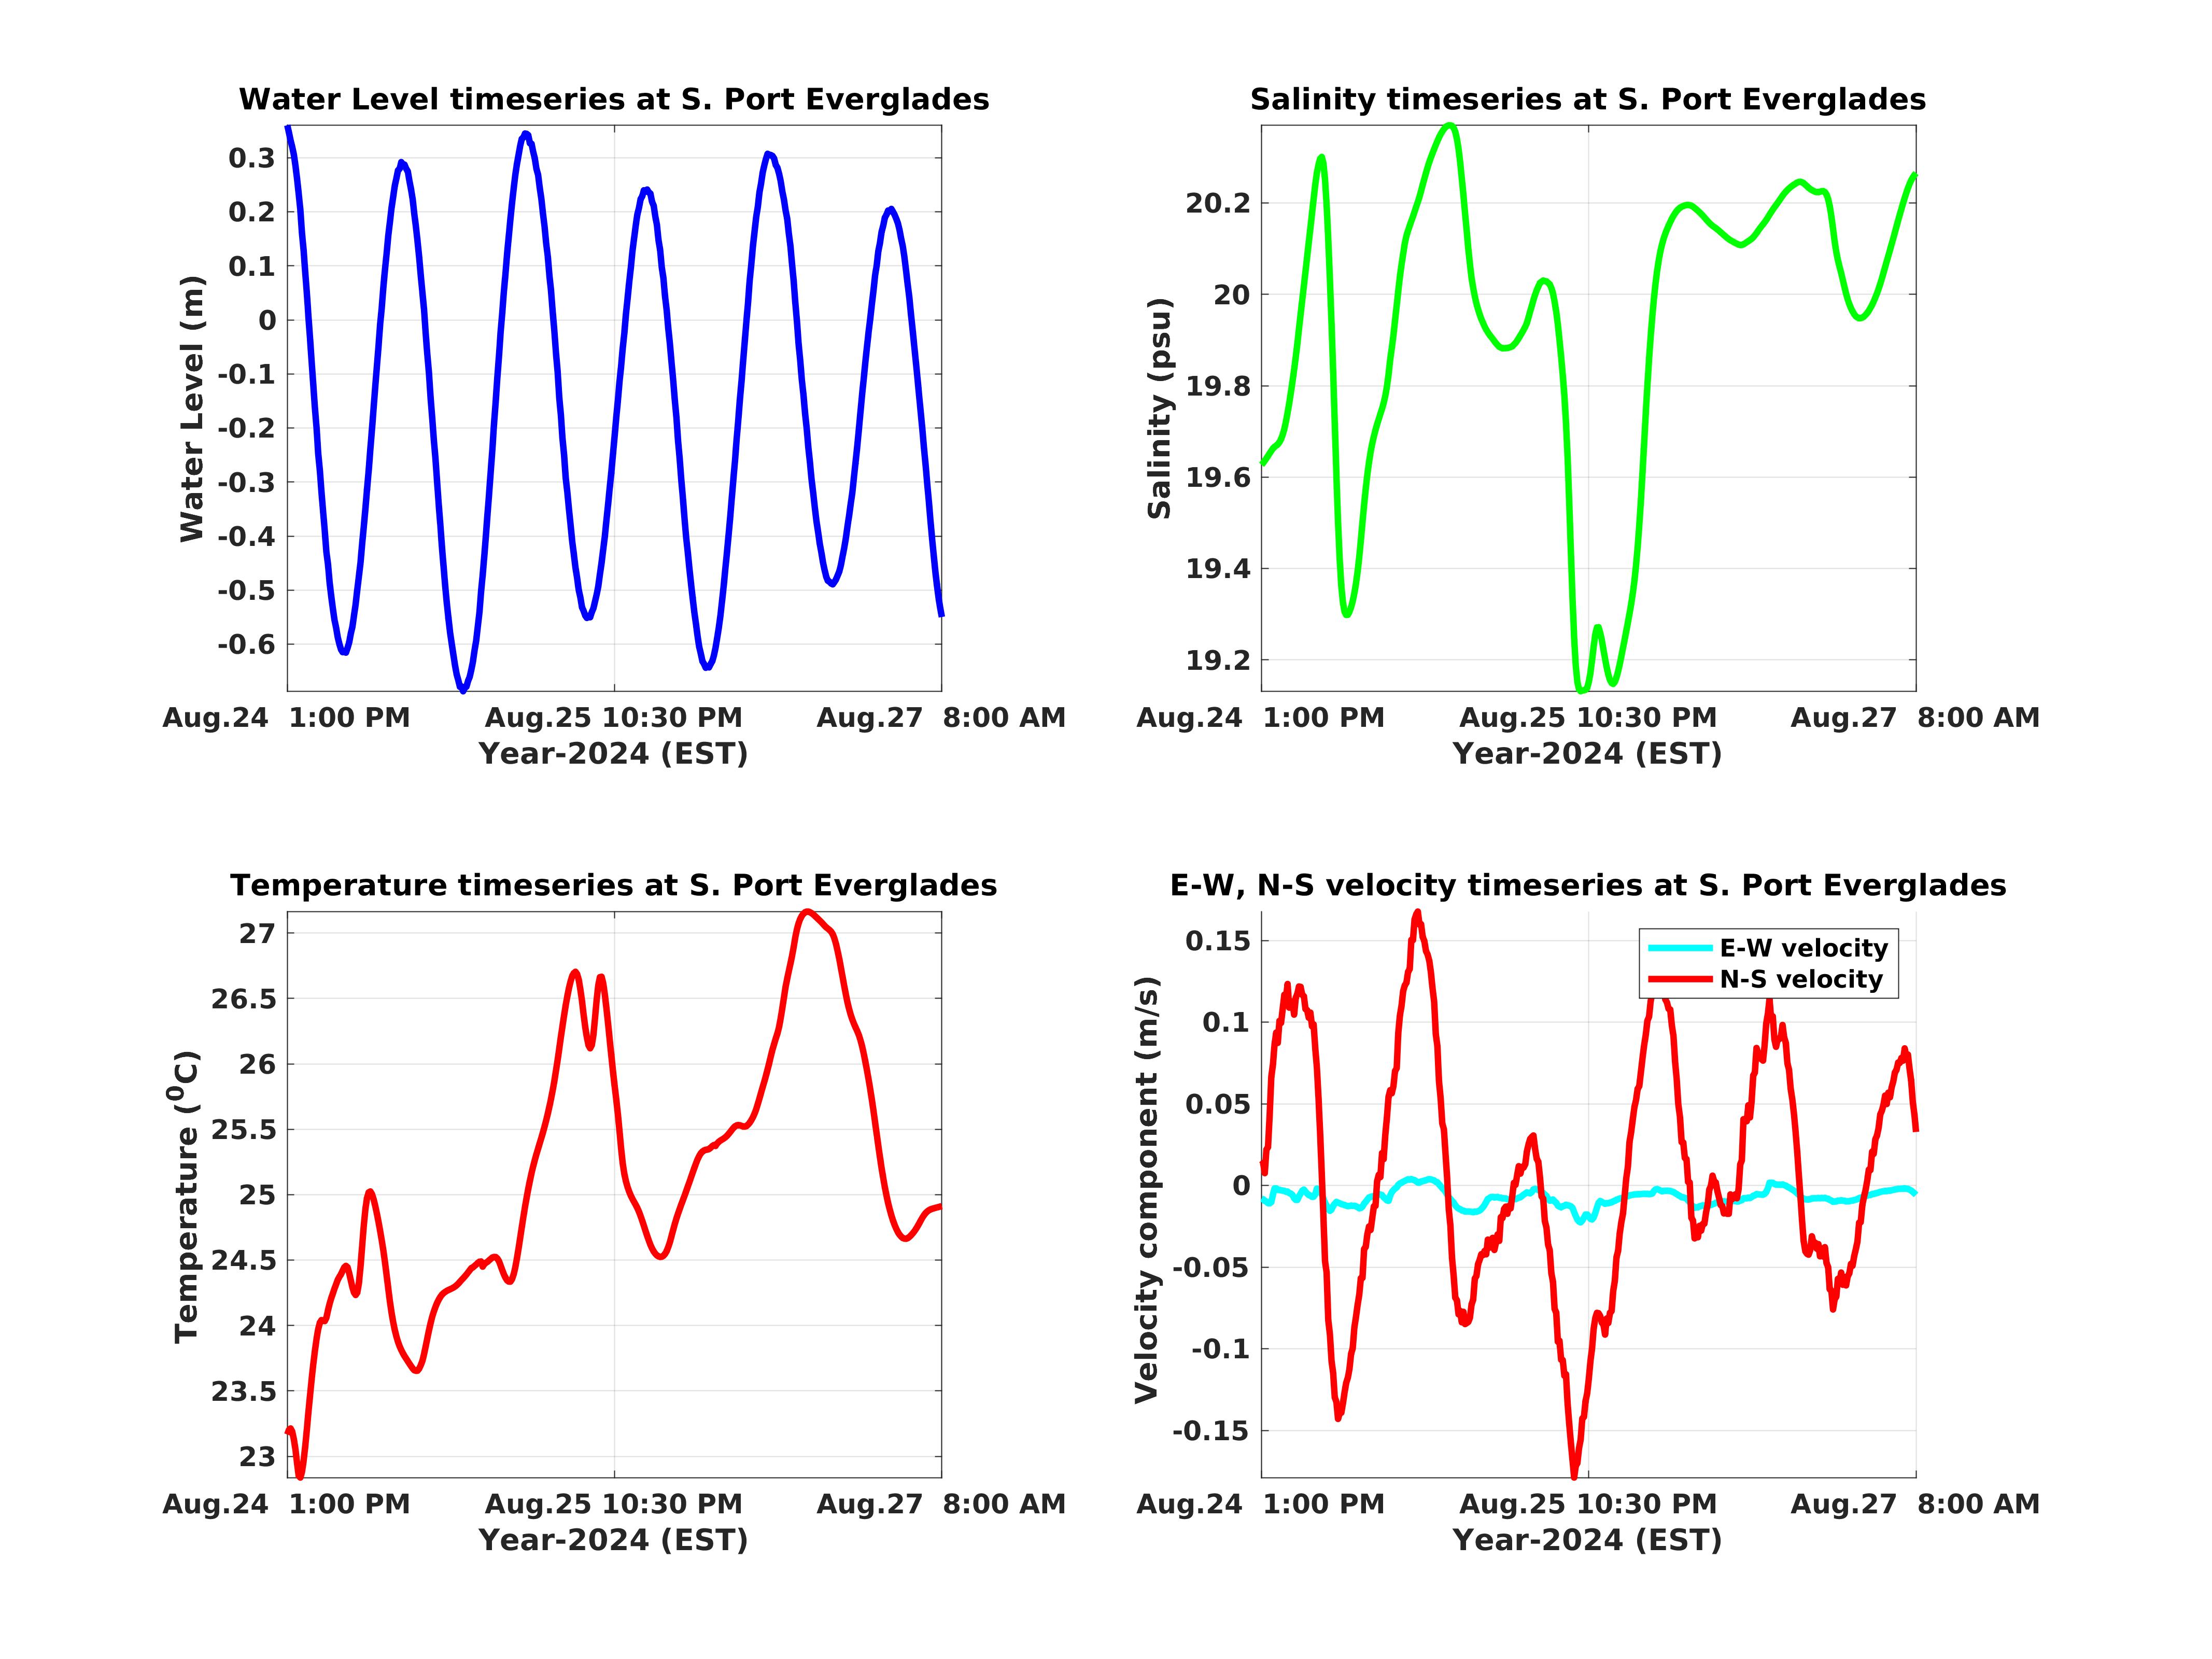 Water Level timeseries at S. Port Everglades
Water Level (m)
0.3
0.2
0.1
0
-0.1
-0.2
-0.3
-0.4
-0.5
-0.6
Aug.24 1:00 PM
Aug.25 10:30 PM
Aug.27 8:00 AM
Year-2024 (EST)
Salinity timeseries at S. Port Everglades
Salinity (psu)
20.2
20
19.8
19.6
19.4
19.2
Aug.24 1:00 PM
Aug.25 10:30 PM
Aug.27 8:00 AM
Year-2024 (EST)
Temperature timeseries at S. Port Everglades
Temperature (⁰C)
27
26.5
26
25.5
25
24.5
24
23.5
23
Aug.24 1:00 PM
Aug.25 10:30 PM
Aug.27 8:00 AM
Year-2024 (EST)
E-W, N-S velocity timeseries at S. Port Everglades
Velocity component (m/s)
0.15
0.1
0.05
0
-0.05
-0.1
-0.15
E-W velocity
N-S velocity
Aug.24 1:00 PM
Aug.25 10:30 PM
Aug.27 8:00 AM
Year-2024 (EST)